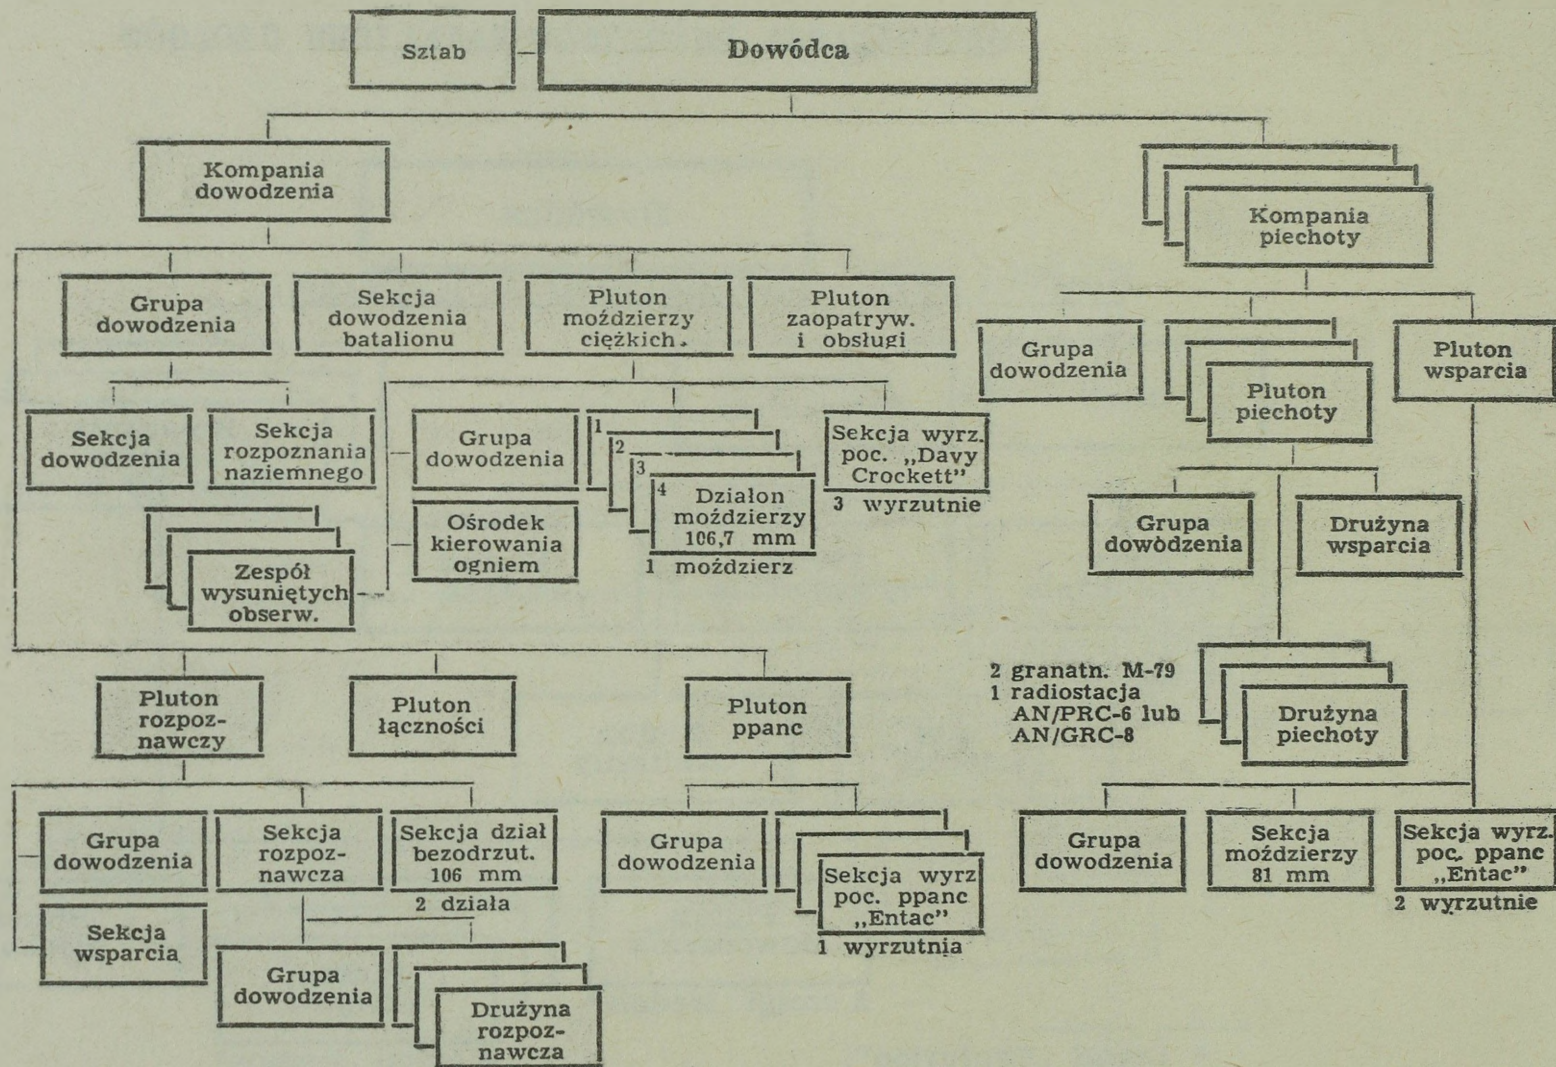 Sztab
Dowódca
Kompania
dowodzenia
Kompania
piechoty
Grupa
dowodzenia
Sekcja
dowodzenia
batalionu
Pluton
moździerzy
ciężkich.
Pluton
zaopatryw.
i obsługi
Grupa
dowodzenia
Pluton
piechoty
Pluton
wsparcia
Sekcja
dowodzenia
Sekcja
rozpoznania
naziemnego
Grupa
dowodzenia
1
2
3
4
Działon
moździerzy
106,7 mm
1 moździerz
Sekcja wyrz.
poc. „Davy
Crockett”
3 wyrzutnie
Ośrodek
kierowania
ogniem
Zespół
wysuniętych
obserw.
Grupa
dowodzenia
Drużyna
wsparcia
2 granatn. M-79
1 radiostacja
AN/PRC-6 lub
AN/GRC-8
Drużyna
piechoty
Pluton
rozpoz-
nawczy
Pluton
łączności
Pluton
ppanc
Grupa
dowodzenia
Sekcja
rozpoz-
nawcza
Sekcja dział
bezodrzut.
106 mm
2 działa
Sekcja
wsparcia
Grupa
dowodzenia
Drużyna
rozpoz-
nawcza
Grupa
dowodzenia
Sekcja wyrz
poc. ppanc
„Entac”
1 wyrzutnia
Grupa
dowodzenia
Sekcja
moździerzy
81 mm
Sekcja wyrz.
poc. ppanc
„Entac”
2 wyrzutnie